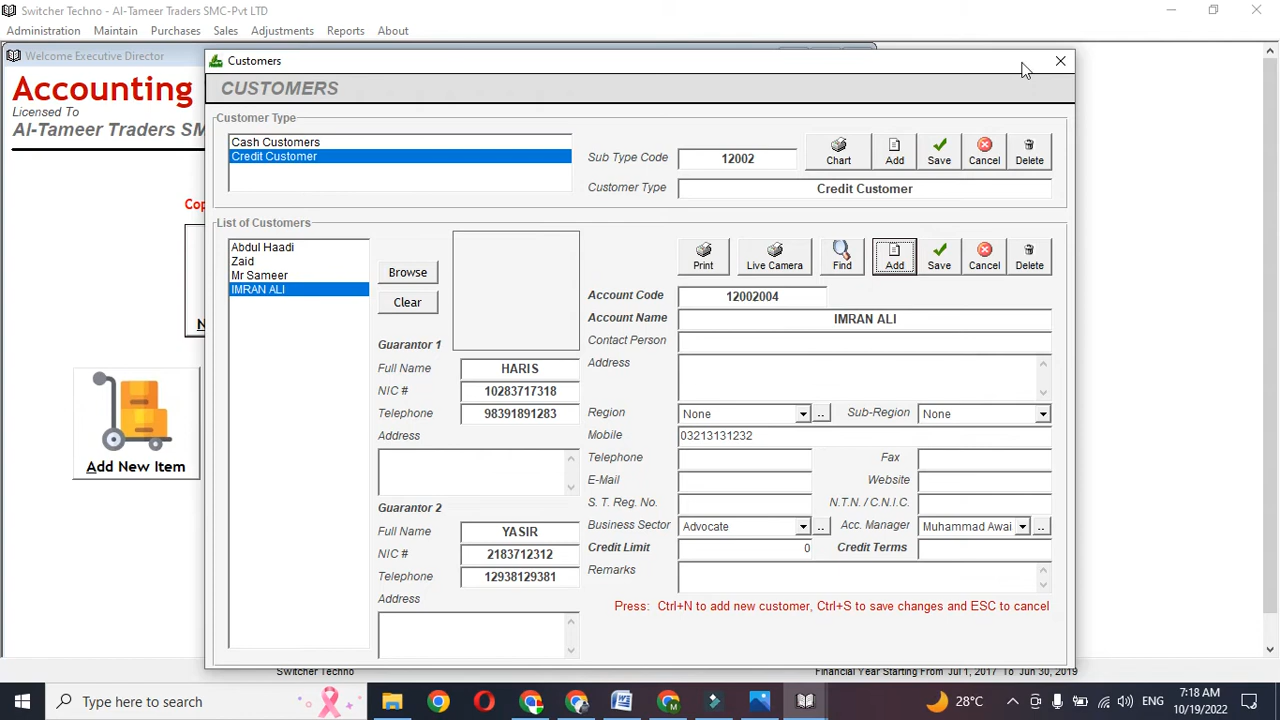 Switcher Techno - Al-Tameer Traders SMC-Pvt LTD
Administration Maintain Purchases Sales Adjustments Reports About
Welcome Executive Director
Accounting
Licensed To
Al-Tameer Traders SM
Cop
N
Add New Item
Customers
CUSTOMERS
Customer Type
Cash Customers
Credit Customer
Sub Type Code 12002
Chart Add Save Cancel Delete
Customer Type Credit Customer
List of Customers
Abdul Haadi
Zaid
Mr Sameer
IMRAN ALI
Browse
Clear
Print Live Camera Find Add Save Cancel Delete
Guarantor 1
Full Name HARIS
NIC # 10283717318
Telephone 98391891283
Address
Guarantor 2
Full Name YASIR
NIC # 2183712312
Telephone 12938129381
Address
Account Code 12002004
Account Name IMRAN ALI
Contact Person
Address
Region None .. Sub-Region None
Mobile 03213131232
Telephone Fax
E-Mail Website
S. T. Reg. No. N.T.N. / C.N.I.C.
Business Sector Advocate .. Acc. Manager Muhammad Awai ..
Credit Limit 0 Credit Terms
Remarks
Press: Ctrl+N to add new customer, Ctrl+S to save changes and ESC to cancel
Switcher Techno Financial Year Starting From Jul 1, 2017 To Jun 30, 2019
Type here to search
28°C ENG 7:18 AM
10/19/2022